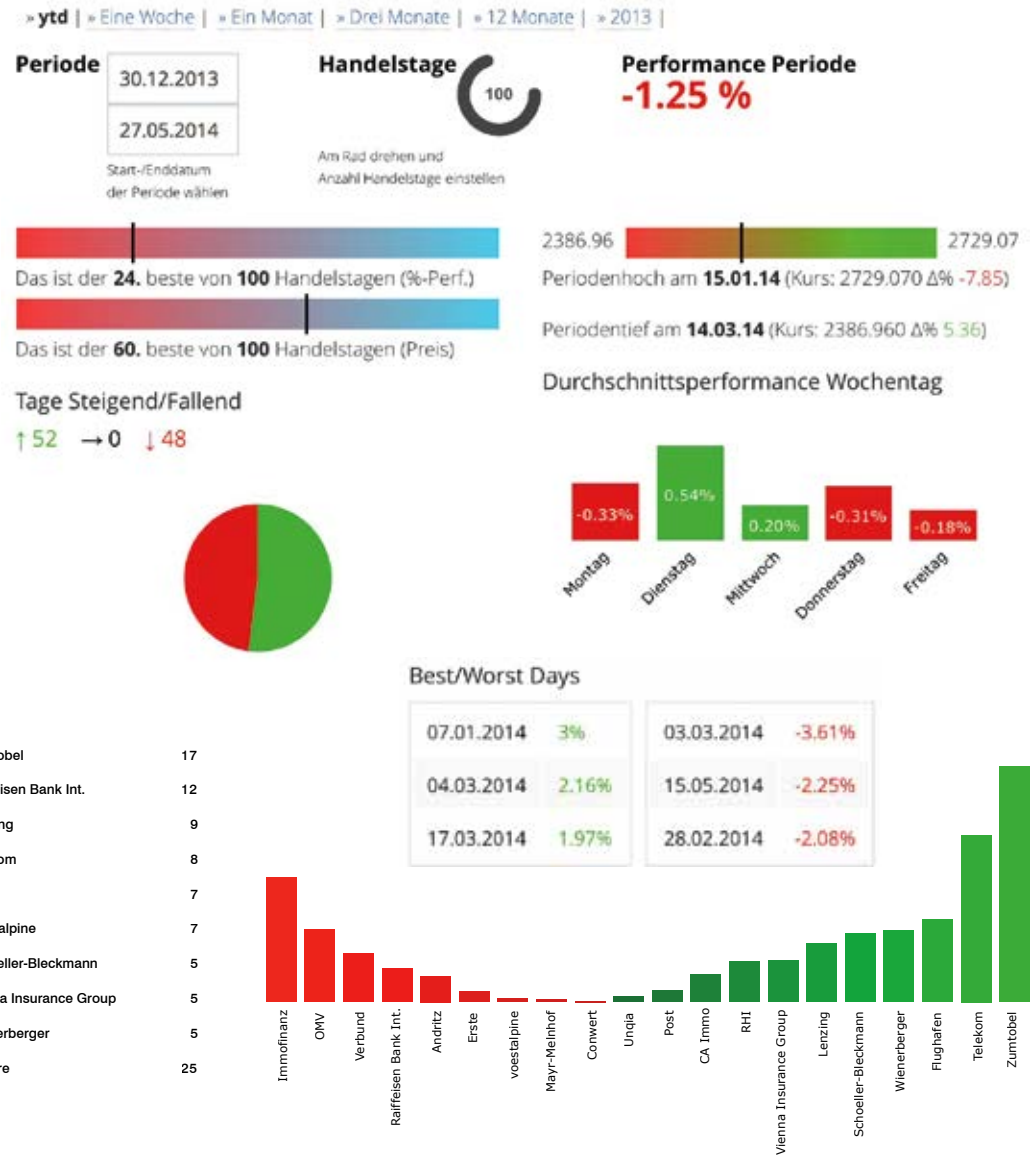 » ytd | » Eine Woche | » Ein Monat | » Drei Monate | » 12 Monate | » 2013 |
Periode
30.12.2013
27.05.2014
Start-/Enddatum
der Periode wählen
Handelstage
100
Am Rad drehen und
Anzahl Handelstage einstellen
Performance Periode
-1.25 %
Das ist der 24. beste von 100 Handelstagen (%-Perf.)
Das ist der 60. beste von 100 Handelstagen (Preis)
2386.96 2729.07
Periodenhoch am 15.01.14 (Kurs: 2729.070 Δ% -7.85)
Periodentief am 14.03.14 (Kurs: 2386.960 Δ% 5.36)
Tage Steigend/Fallend
↑ 52 → 0 ↓ 48
Durchschnittsperformance Wochentag
-0.33% 0.54% 0.20% -0.31% -0.18%
Montag Dienstag Mittwoch Donnerstag Freitag
Best/Worst Days
07.01.2014 3% 03.03.2014 -3.61%
04.03.2014 2.16% 15.05.2014 -2.25%
17.03.2014 1.97% 28.02.2014 -2.08%
obel 17
isen Bank Int. 12
ng 9
om 8
7
alpine 7
eller-Bleckmann 5
a Insurance Group 5
erberger 5
re 25
Immofinanz
OMV
Verbund
Raiffeisen Bank Int.
Andritz
Erste
voestalpine
Mayr-Melnhof
Conwert
Unqia
Post
CA Immo
RHI
Vienna Insurance Group
Lenzing
Schoeller-Bleckmann
Wienerberger
Flughafen
Telekom
Zumtobel